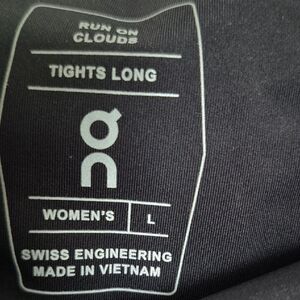 RUN ON
CLOUDS
TIGHTS LONG
WOMEN'S L
SWISS ENGINEERING
MADE IN VIETNAM